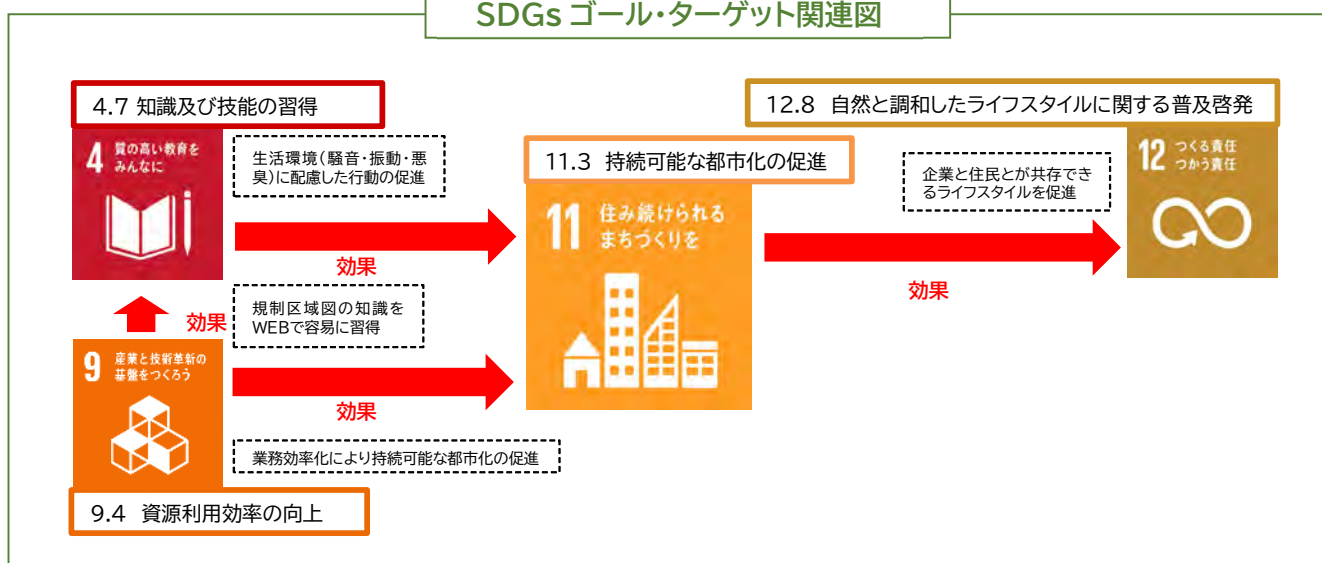 SDGs ゴール・ターゲット関連図
4.7 知識及び技能の習得
4 質の高い教育を
みんなに
生活環境(騒音・振動・悪
臭)に配慮した行動の促進
効果
11.3 持続可能な都市化の促進
11 住み続けられる
まちづくりを
12.8 自然と調和したライフスタイルに関する普及啓発
12 つくる責任
つかう責任
企業と住民とが共存でき
るライフスタイルを促進
効果
効果
規制区域図の知識を
WEBで容易に習得
9 産業と技術革新の
基盤をつくろう
効果
業務効率化により持続可能な都市化の促進
9.4 資源利用効率の向上